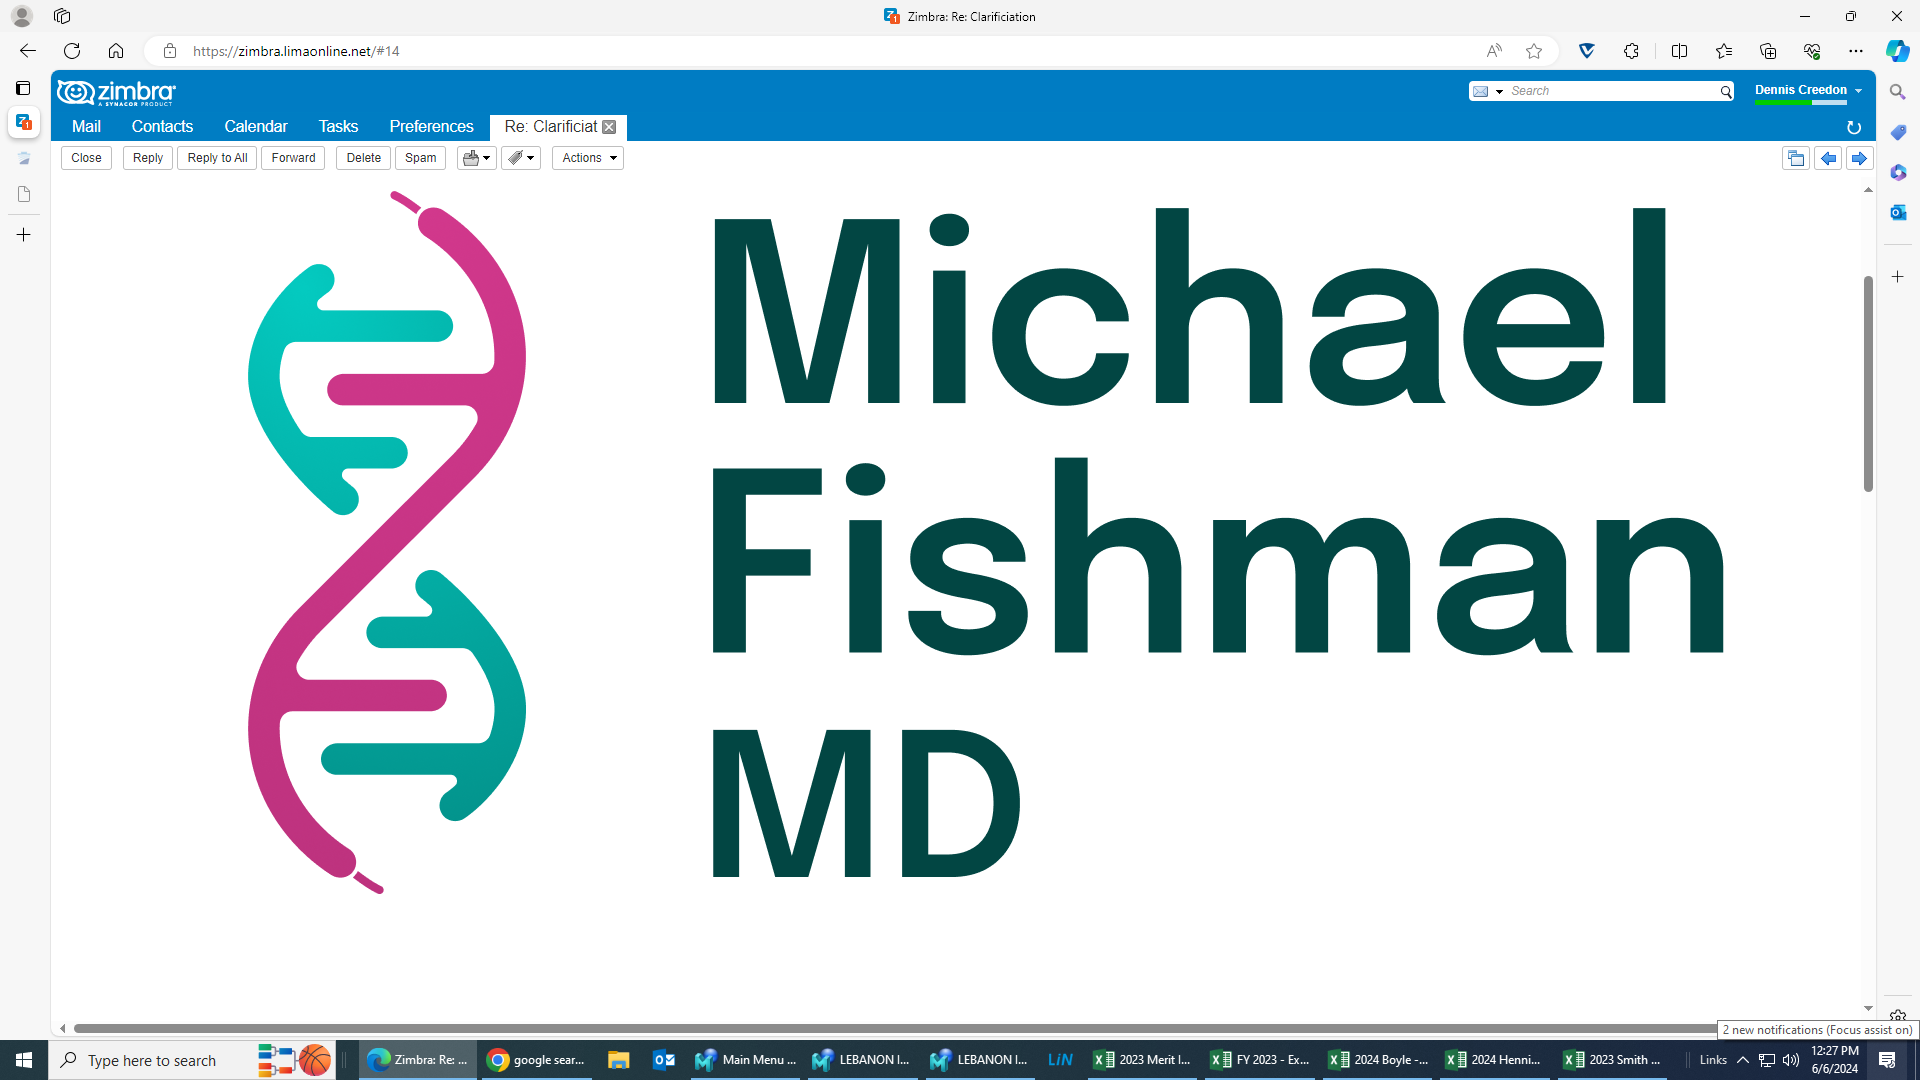 Zimbra: Re: Clarificiation
https://zimbra.limaonline.net/#14
zimbra
A SYNACOR PRODUCT
Search
Dennis Creedon
Mail Contacts Calendar Tasks Preferences Re: Clarificiat
Close Reply Reply to All Forward Delete Spam Actions
Michael
Fishman
MD
2 new notifications (Focus assist on)
Type here to search
Zimbra: Re: ...
google sear...
Main Menu ...
LEBANON I...
LEBANON I...
LiN
2023 Merit I...
FY 2023 - Ex...
2024 Boyle -...
2024 Henni...
2023 Smith ...
Links
12:27 PM
6/6/2024